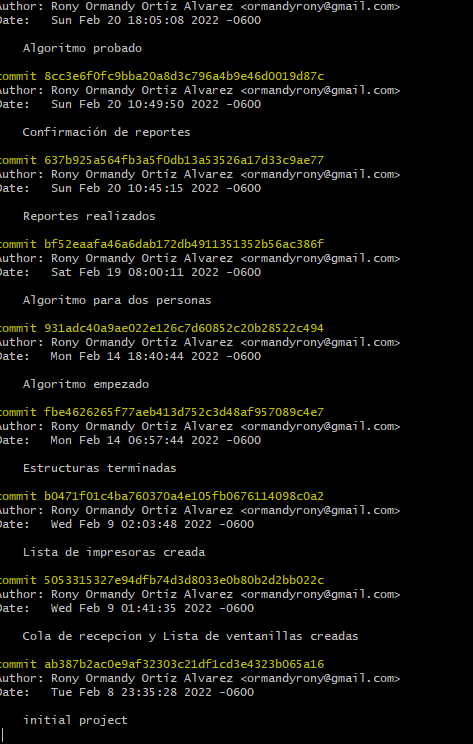 Author: Rony Ormandy Ortíz Alvarez <ormandyrony@gmail.com>
Date:   Sun Feb 20 18:05:08 2022 -0600
Algoritmo probado
commit 8cc3e6f0fc9bba20a8d3c796a4b9e46d0019d87c
Author: Rony Ormandy Ortíz Alvarez <ormandyrony@gmail.com>
Date:   Sun Feb 20 10:49:50 2022 -0600
Confirmación de reportes
commit 637b925a564fb3a5f0db13a53526a17d33c9ae77
Author: Rony Ormandy Ortíz Alvarez <ormandyrony@gmail.com>
Date:   Sun Feb 20 10:45:15 2022 -0600
Reportes realizados
commit bf52eaafa46a6dab172db4911351352b56ac386f
Author: Rony Ormandy Ortíz Alvarez <ormandyrony@gmail.com>
Date:   Sat Feb 19 08:00:11 2022 -0600
Algoritmo para dos personas
commit 931adc40a9ae022e126c7d60852c20b28522c494
Author: Rony Ormandy Ortíz Alvarez <ormandyrony@gmail.com>
Date:   Mon Feb 14 18:40:44 2022 -0600
Algoritmo empezado
commit fbe4626265f77aeb413d752c3d48af957089c4e7
Author: Rony Ormandy Ortíz Alvarez <ormandyrony@gmail.com>
Date:   Mon Feb 14 06:57:44 2022 -0600
Estructuras terminadas
commit b0471f01c4ba760370a4e105fb0676114098c0a2
Author: Rony Ormandy Ortíz Alvarez <ormandyrony@gmail.com>
Date:   Wed Feb 9 02:03:48 2022 -0600
Lista de impresoras creada
commit 5053315327e94dfb74d3d8033e0b80b2d2bb022c
Author: Rony Ormandy Ortíz Alvarez <ormandyrony@gmail.com>
Date:   Wed Feb 9 01:41:35 2022 -0600
Cola de recepcion y Lista de ventanillas creadas
commit ab387b2ac0e9af32303c21df1cd3e4323b065a16
Author: Rony Ormandy Ortíz Alvarez <ormandyrony@gmail.com>
Date:   Tue Feb 8 23:35:28 2022 -0600
initial project